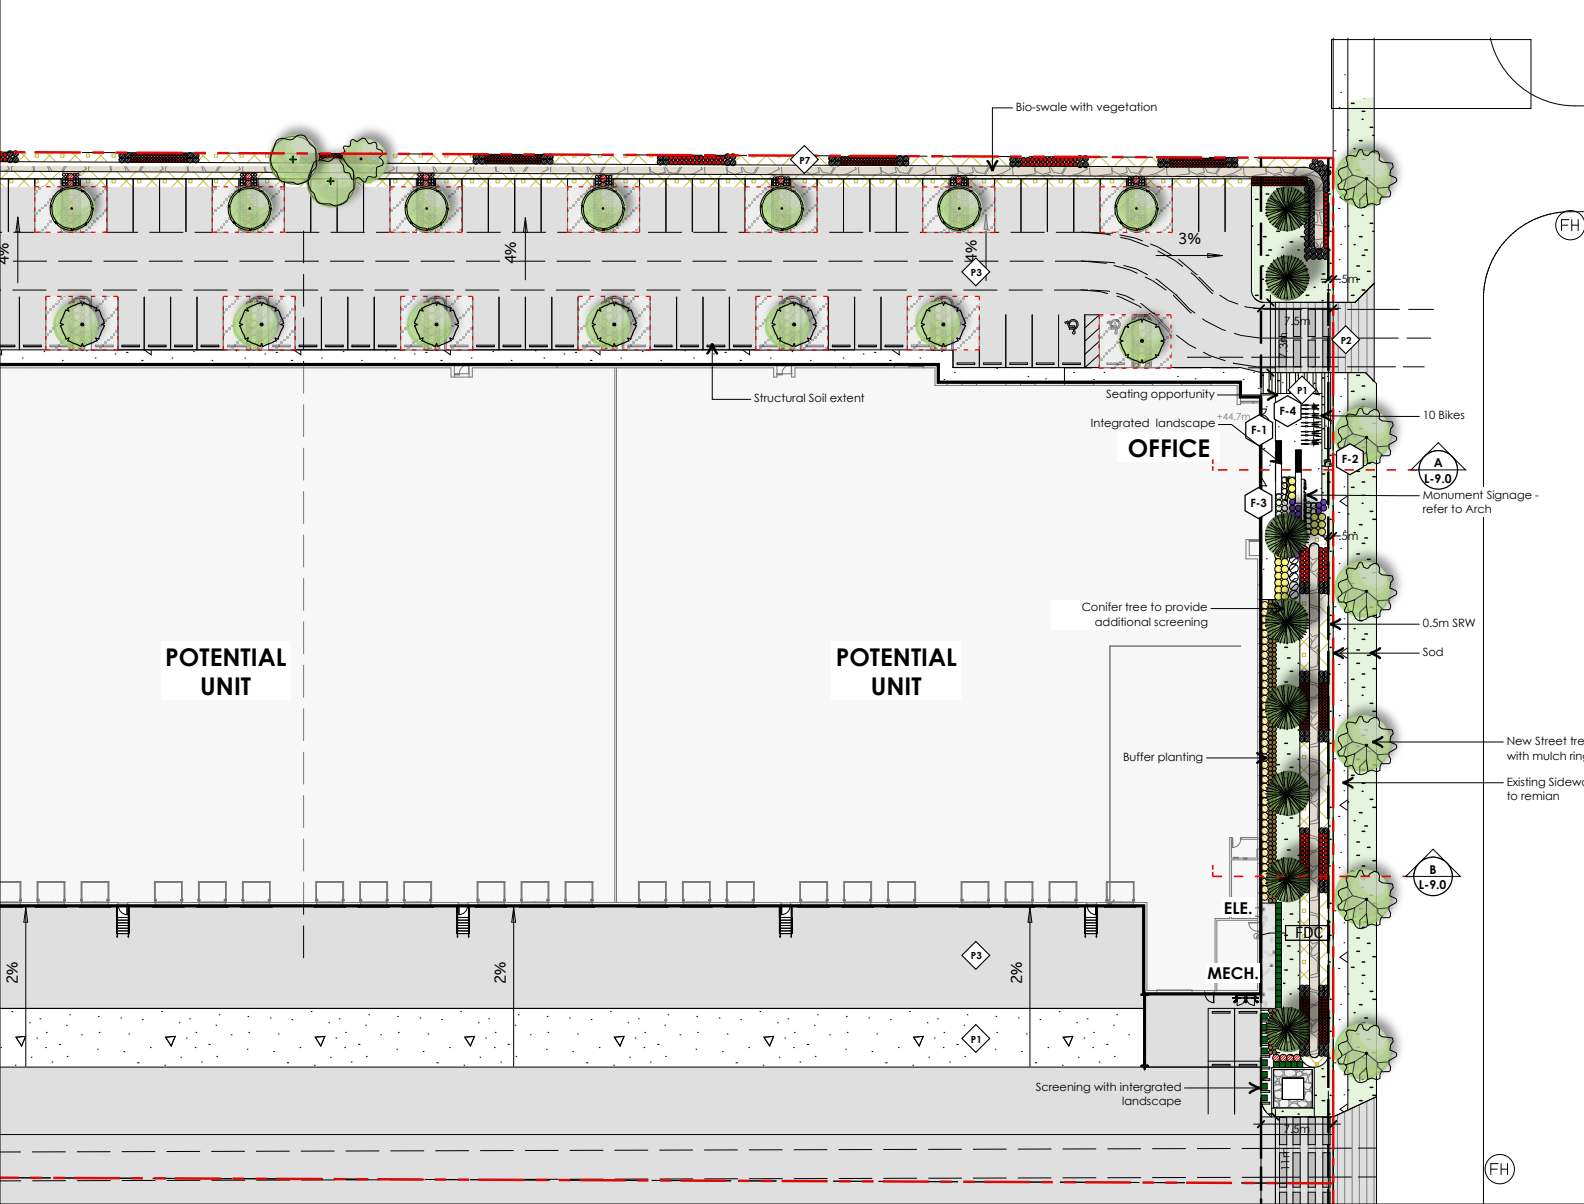 Bio-swale with vegetation
P7
FH
4%
4%
4%
3%
P3
.5m
7.5m
P2
Structural Soil extent
Seating opportunity
P1
F-4
+44.7m
10 Bikes
Integrated landscape
F-1
OFFICE
F-2
A
L-9.0
F-3
Monument Signage -
refer to Arch
.5m
Conifer tree to provide
additional screening
0.5m SRW
Sod
POTENTIAL
UNIT
POTENTIAL
UNIT
New Street tre
with mulch ring
Buffer planting
Existing Sidewa
to remian
B
L-9.0
ELE.
FDC
P3
2%
2%
2%
MECH.
P1
Screening with intergrated
landscape
7.5m
FH